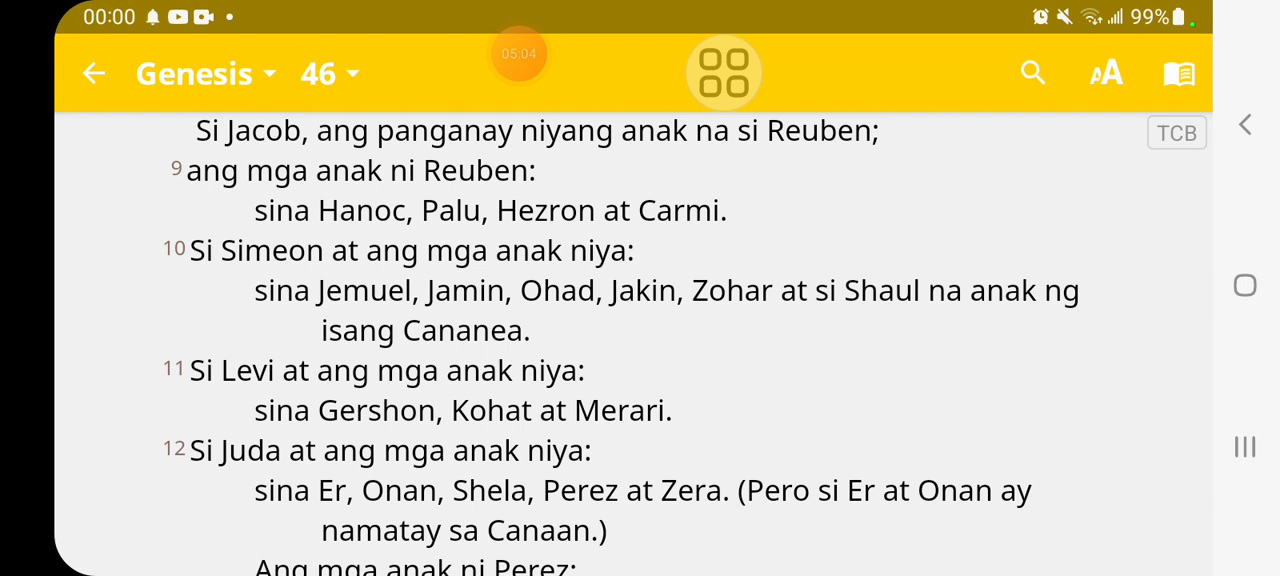 00:00 99%
05:04
Genesis 46 AA
Si Jacob, ang panganay niyang anak na si Reuben;
TCB
9 ang mga anak ni Reuben:
sina Hanoc, Palu, Hezron at Carmi.
10 Si Simeon at ang mga anak niya:
sina Jemuel, Jamin, Ohad, Jakin, Zohar at si Shaul na anak ng
isang Cananea.
11 Si Levi at ang mga anak niya:
sina Gershon, Kohat at Merari.
12 Si Juda at ang mga anak niya:
sina Er, Onan, Shela, Perez at Zera. (Pero si Er at Onan ay
namatay sa Canaan.)
Ang mga anak ni Perez: